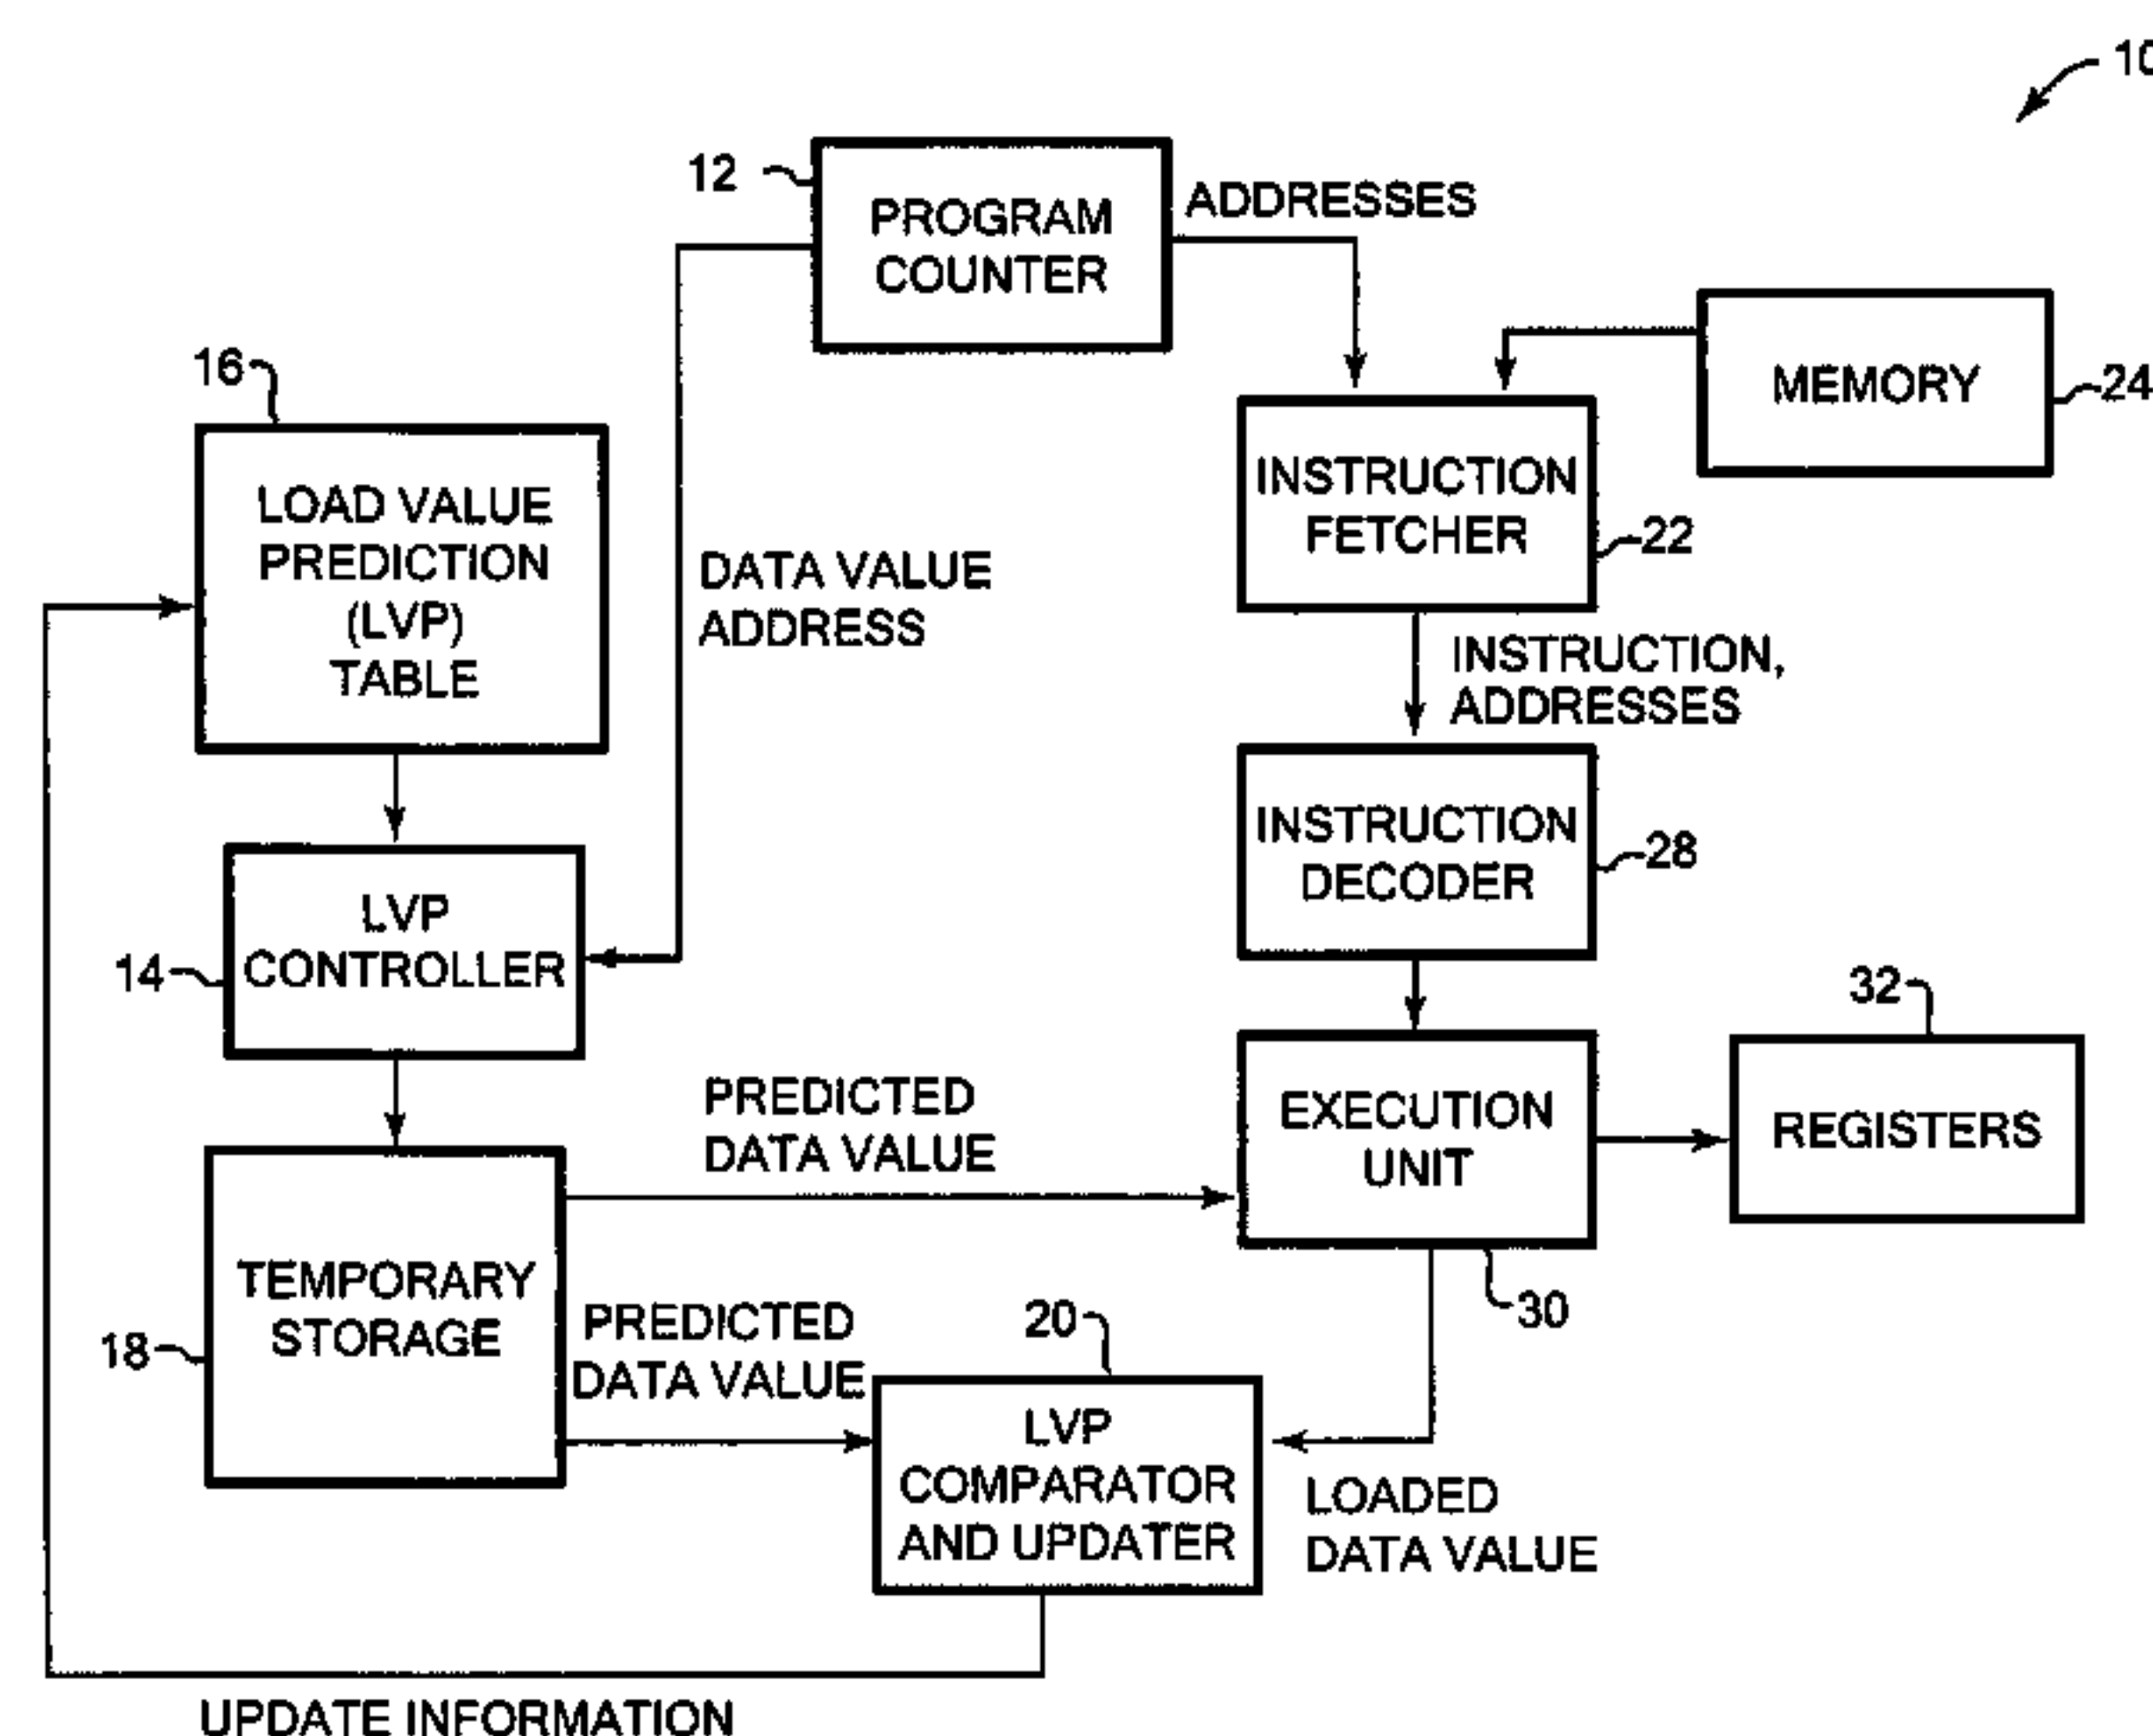 10
12
PROGRAM
COUNTER
ADDRESSES
MEMORY
24
16
LOAD VALUE
PREDICTION
(LVP)
TABLE
DATA VALUE
ADDRESS
INSTRUCTION
FETCHER
22
INSTRUCTION,
ADDRESSES
INSTRUCTION
DECODER
28
LVP
CONTROLLER
14
32
REGISTERS
EXECUTION
UNIT
30
PREDICTED
DATA VALUE
TEMPORARY
STORAGE
18
PREDICTED
DATA VALUE
20
LVP
COMPARATOR
AND UPDATER
LOADED
DATA VALUE
UPDATE INFORMATION